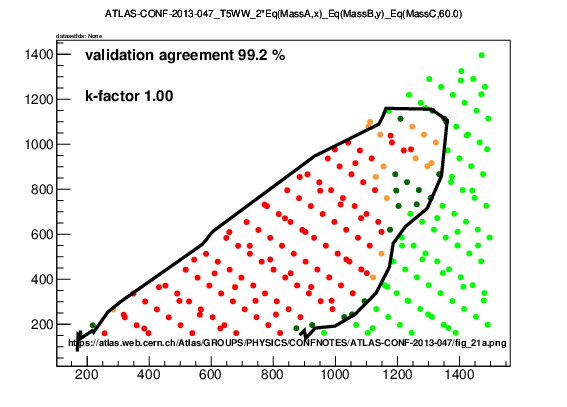 ATLAS-CONF-2013-047_T5WW_2*Eq(MassA,x)_Eq(MassB,y)_Eq(MassC,60.0)
datasetIds: None
validation agreement 99.2 %
k-factor 1.00
1400
1200
1000
800
600
400
200
https://atlas.web.cern.ch/Atlas/GROUPS/PHYSICS/CONFNOTES/ATLAS-CONF-2013-047/fig_21a.png
200 400 600 800 1000 1200 1400